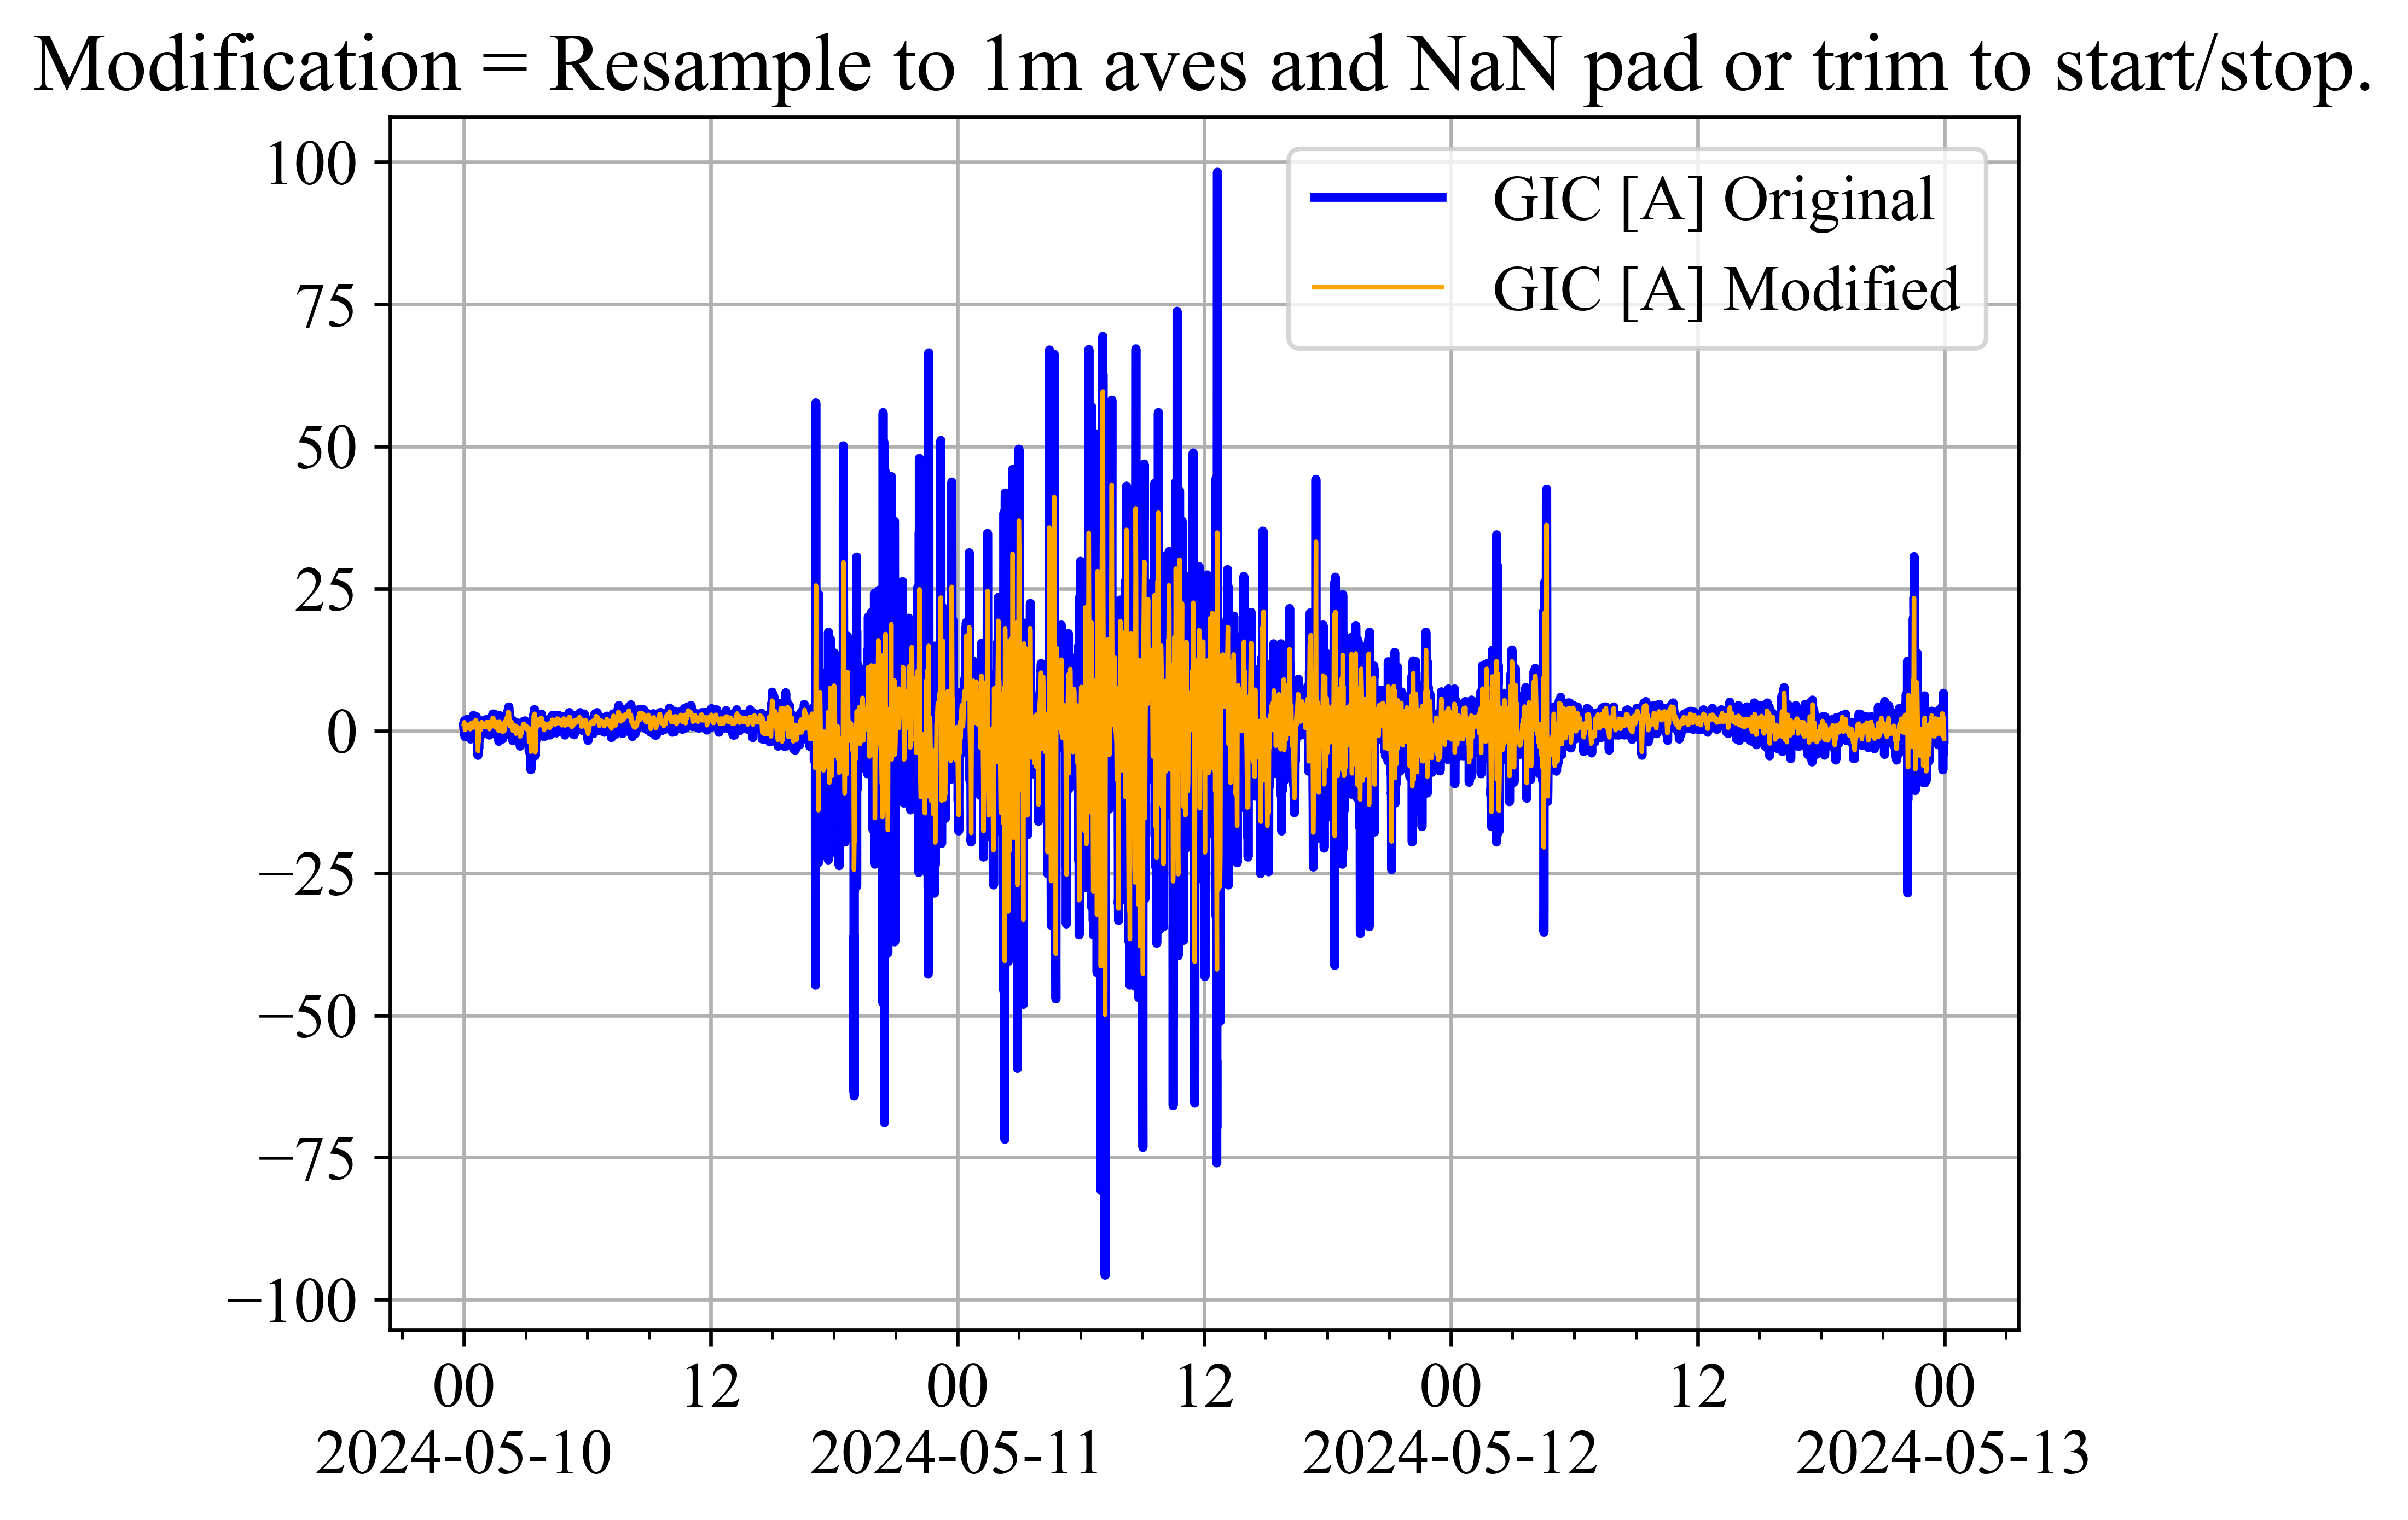 Modification = Resample to 1m aves and NaN pad or trim to start/stop.
100
75
50
25
0
−25
−50
−75
−100
GIC [A] Original
GIC [A] Modified
00 12 00 12 00 12 00
2024-05-10 2024-05-11 2024-05-12 2024-05-13